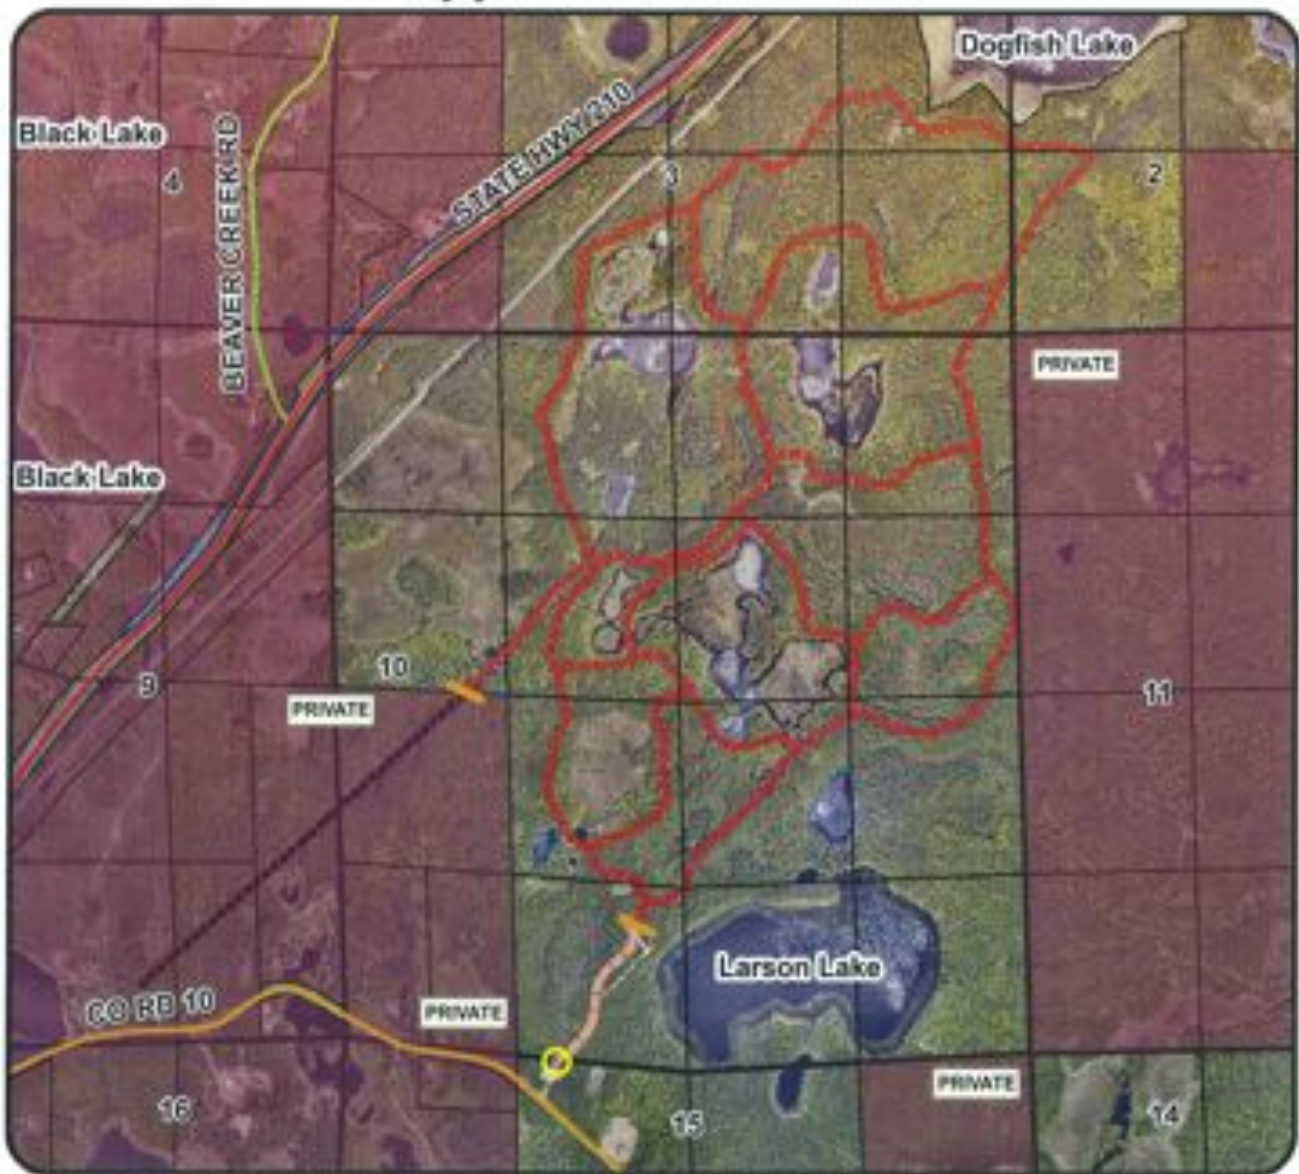 Dogfish Lake
STATE HWY 210
Black Lake
BEAVER CREEK RD
4
3
2
PRIVATE
Black Lake
10
9
PRIVATE
11
Larson Lake
CO RD 10
PRIVATE
PRIVATE
16
15
14